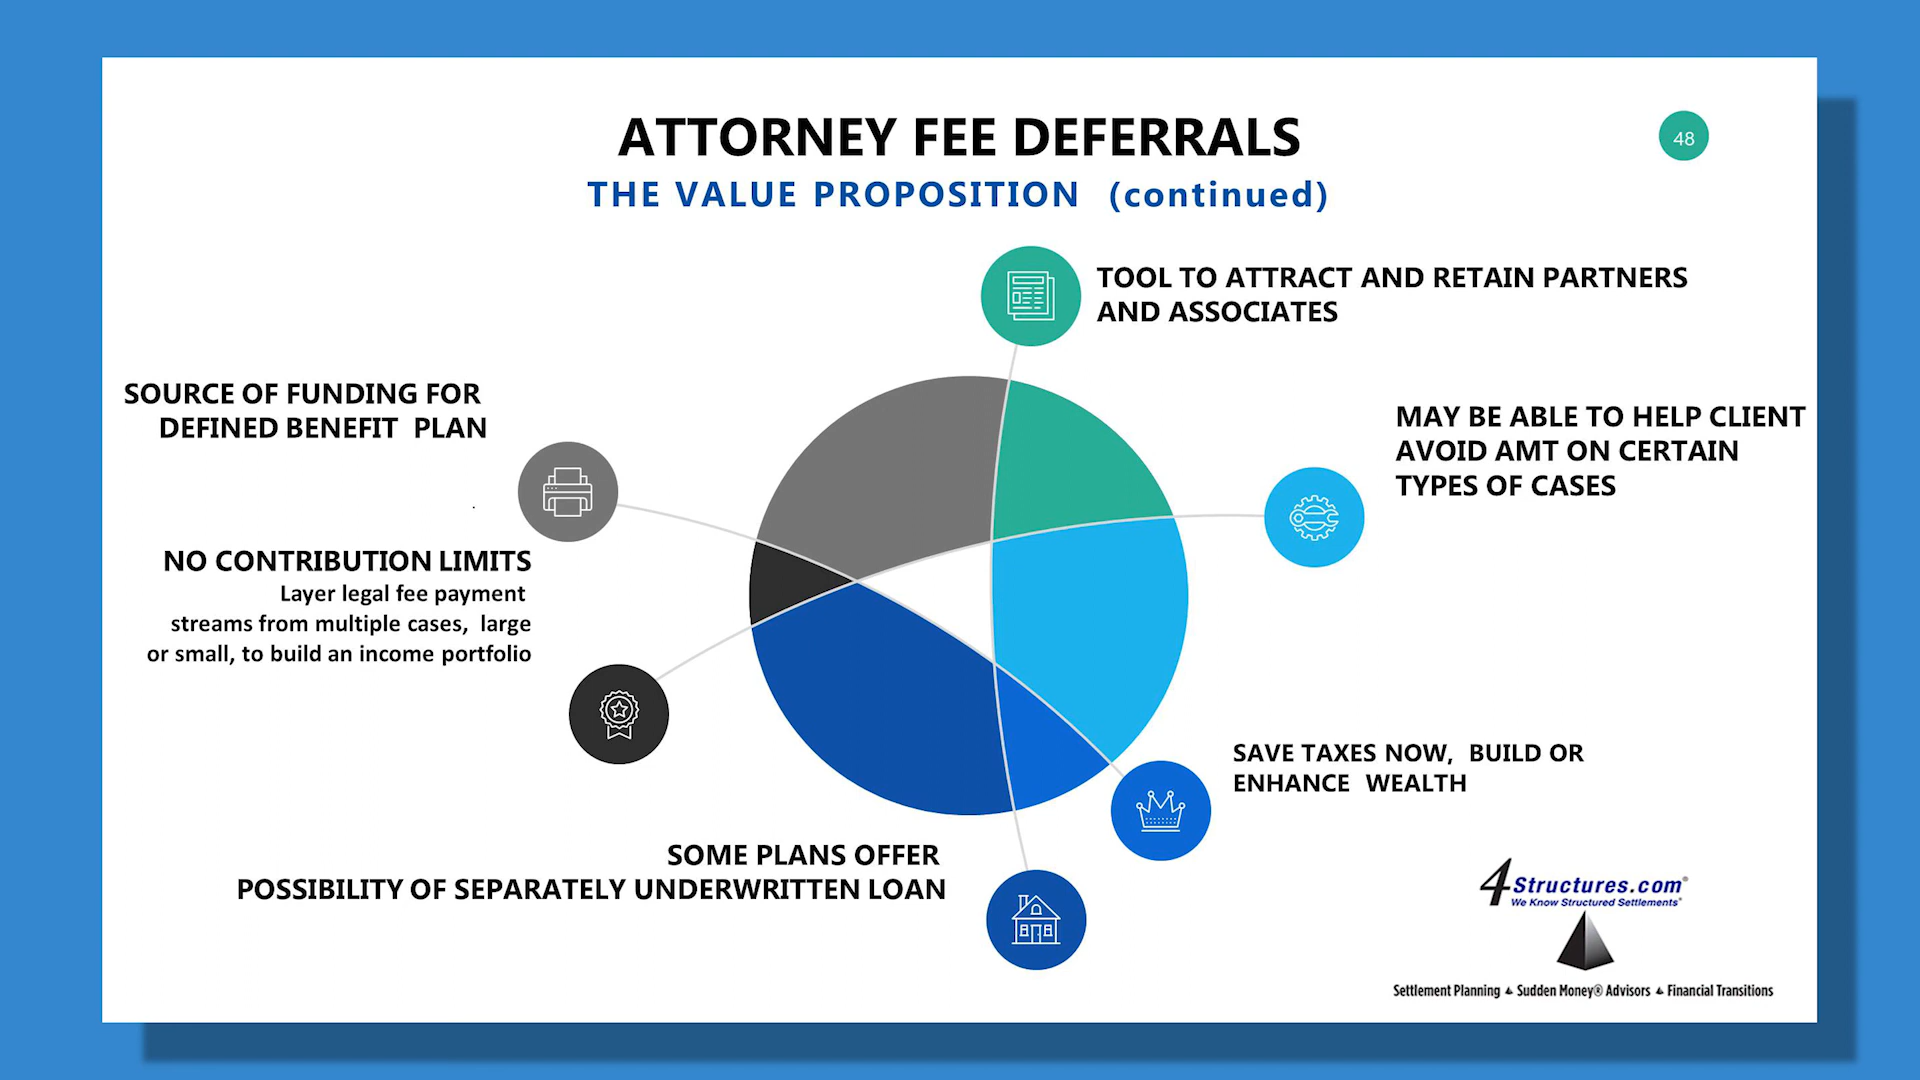 ATTORNEY FEE DEFERRALS
48
THE VALUE PROPOSITION (continued)
TOOL TO ATTRACT AND RETAIN PARTNERS
AND ASSOCIATES
SOURCE OF FUNDING FOR
DEFINED BENEFIT PLAN
MAY BE ABLE TO HELP CLIENT
AVOID AMT ON CERTAIN
TYPES OF CASES
NO CONTRIBUTION LIMITS
Layer legal fee payment
streams from multiple cases, large
or small, to build an income portfolio
SAVE TAXES NOW, BUILD OR
ENHANCE WEALTH
SOME PLANS OFFER
POSSIBILITY OF SEPARATELY UNDERWRITTEN LOAN
4Structures.com®
We Know Structured Settlements®
Settlement Planning Sudden Money® Advisors Financial Transitions